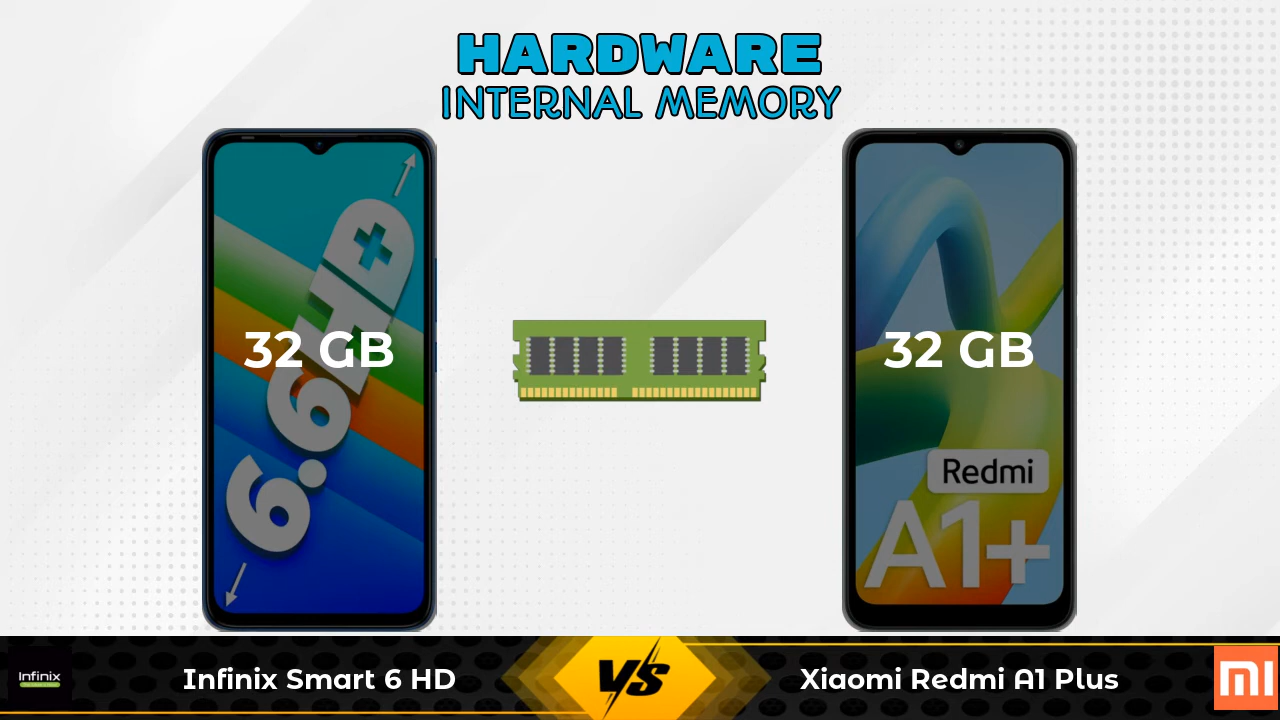 HARDWARE
INTERNAL MEMORY
6.6HD+
32 GB
32 GB
Redmi
A1+
Infinix
Infinix Smart 6 HD
VS
Xiaomi Redmi A1 Plus
MI